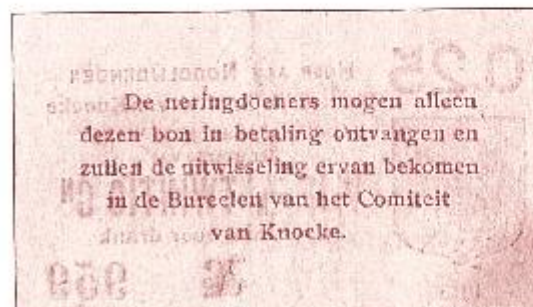 De neringdoeners mogen alleen
dezen bon in betaling ontvangen en
zullen de uitwisseling ervan bekomen
in de Bureelen van het Comiteit
van Knocke.